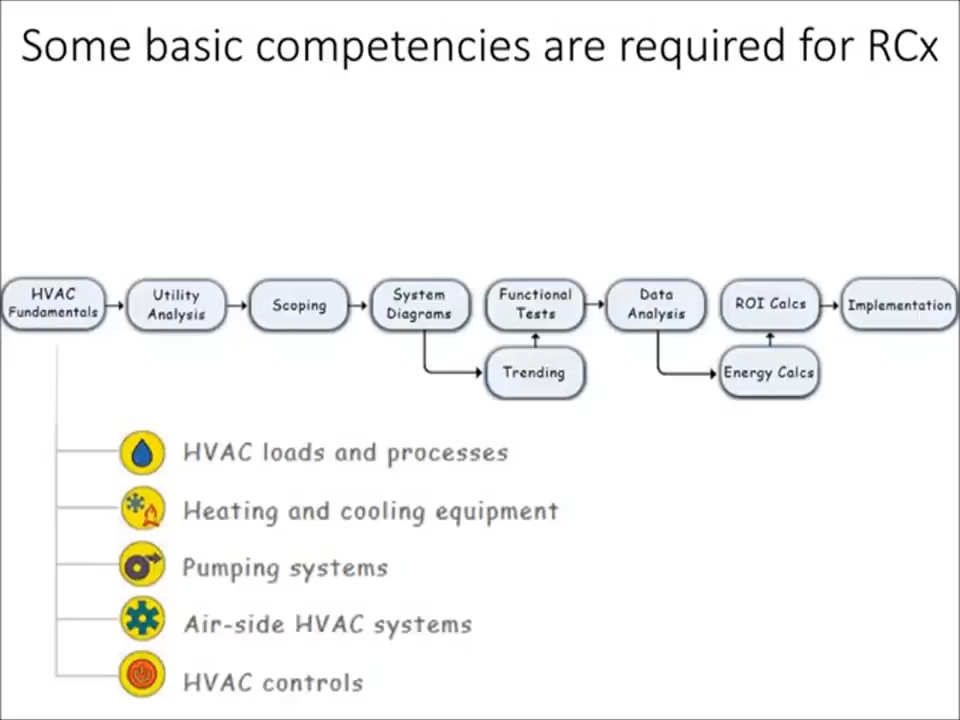 Some basic competencies are required for RCx
HVAC
Fundamentals
Utility
Analysis
Scoping
System
Diagrams
Functional
Tests
Data
Analysis
ROI Calcs
Implementation
Trending
Energy Calcs
HVAC loads and processes
Heating and cooling equipment
Pumping systems
Air-side HVAC systems
HVAC controls